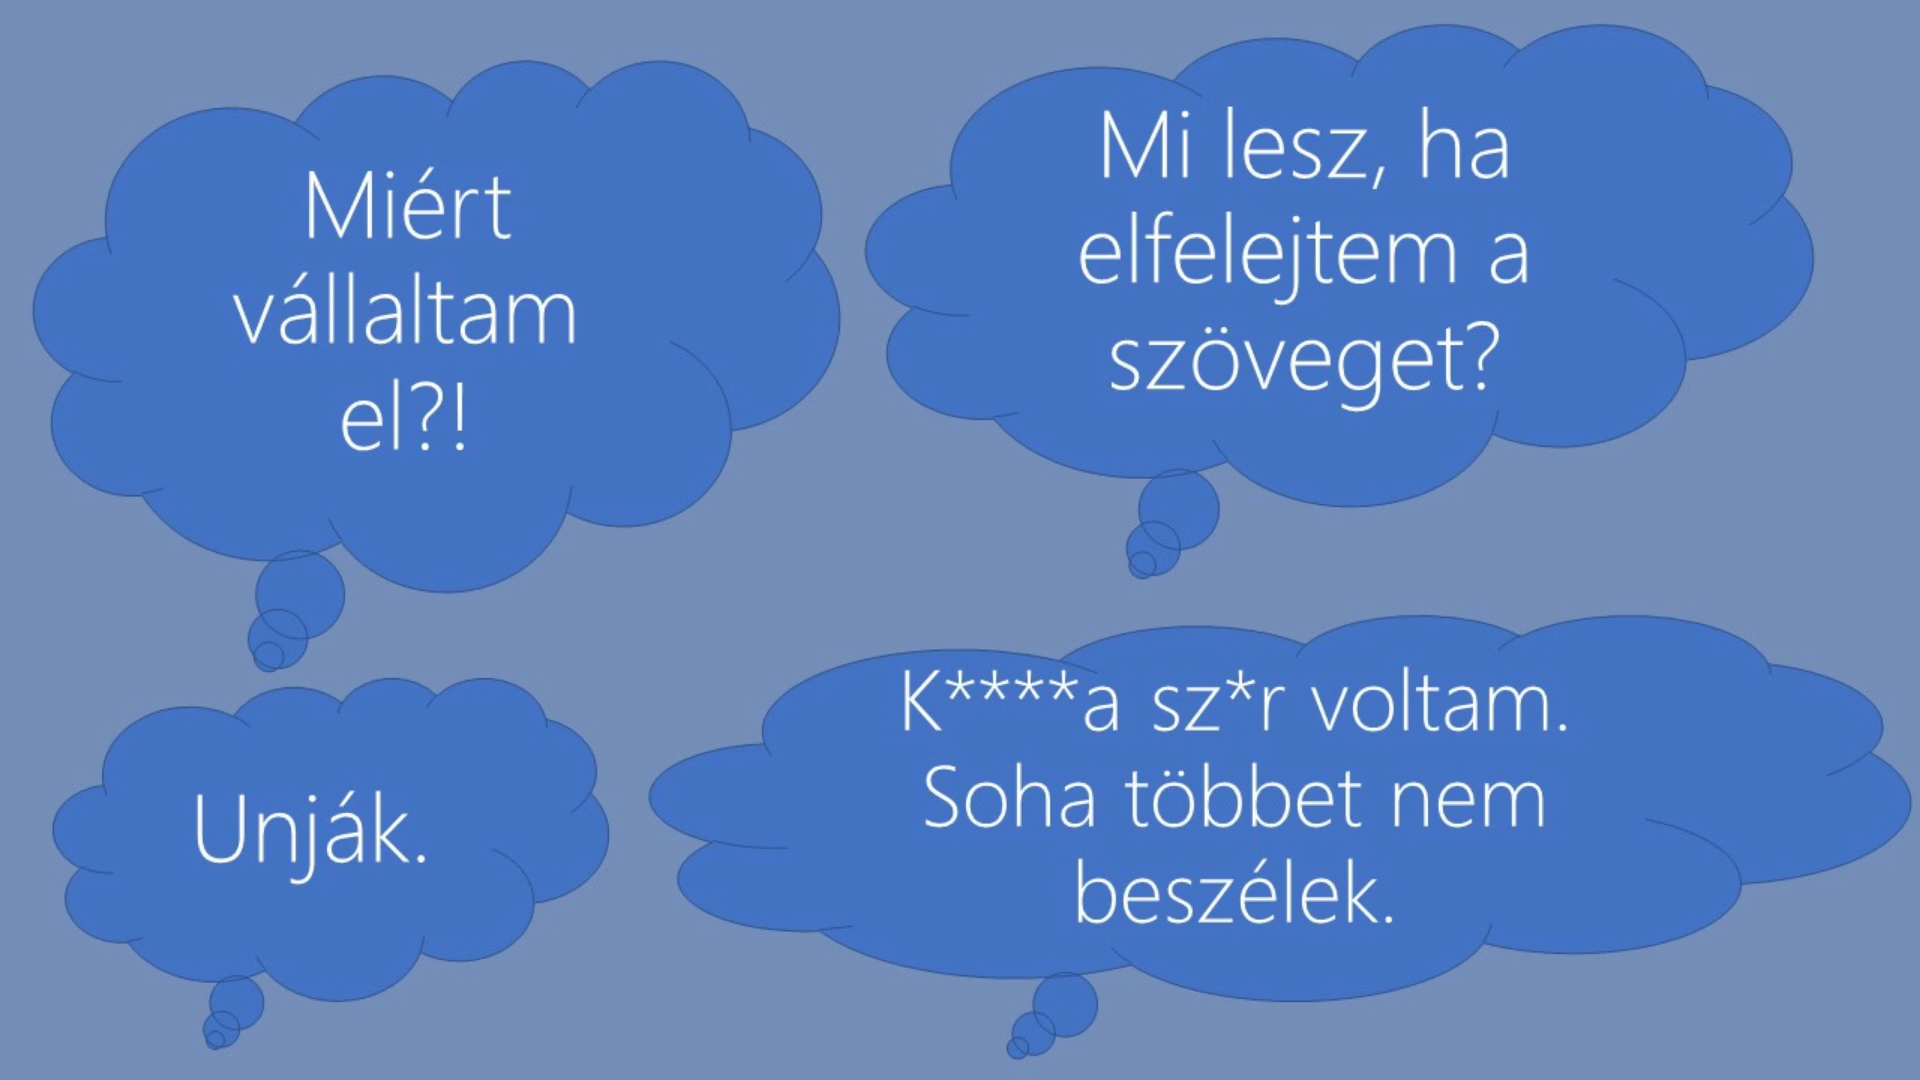 Miért
vállaltam
el?!
Mi lesz, ha
elfelejtem a
szöveget?
Unják.
K****a sz*r voltam.
Soha többet nem
beszélek.